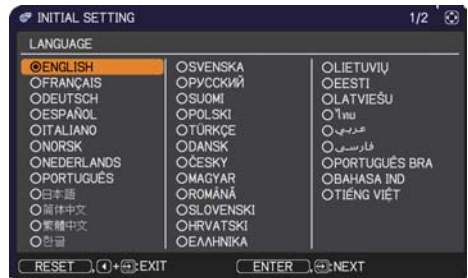 INITIAL SETTING 1/2
LANGUAGE
ENGLISH
FRANÇAIS
DEUTSCH
ESPAÑOL
ITALIANO
NORSK
NEDERLANDS
PORTUGUÊS
日本語
简体中文
繁體中文
한글
SVENSKA
РУССКИЙ
SUOMI
POLSKI
TÜRKÇE
DANSK
ČESKY
MAGYAR
ROMÂNĂ
SLOVENSKI
HRVATSKI
ΕΛΛΗΝΙΚΑ
LIETUVIŲ
EESTI
LATVIEŠU
ไทย
عربي
فارسی
PORTUGUÊS BRA
BAHASA IND
TIẾNG VIỆT
RESET , + :EXIT ENTER , :NEXT